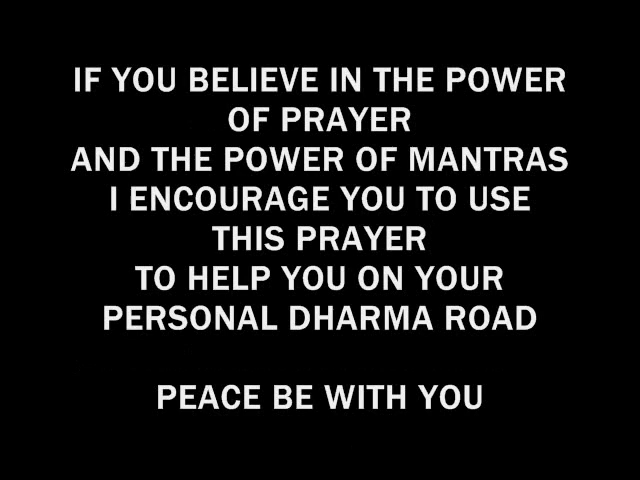 IF YOU BELIEVE IN THE POWER
OF PRAYER
AND THE POWER OF MANTRAS
I ENCOURAGE YOU TO USE
THIS PRAYER
TO HELP YOU ON YOUR
PERSONAL DHARMA ROAD
PEACE BE WITH YOU